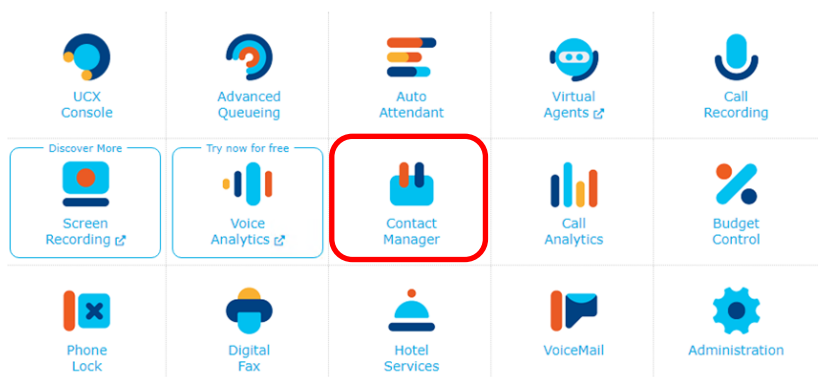 UCX
Console
Advanced
Queueing
Auto
Attendant
Virtual
Agents
Call
Recording
Discover More
Screen
Recording
Try now for free
Voice
Analytics
Contact
Manager
Call
Analytics
Budget
Control
Phone
Lock
Digital
Fax
Hotel
Services
VoiceMail
Administration